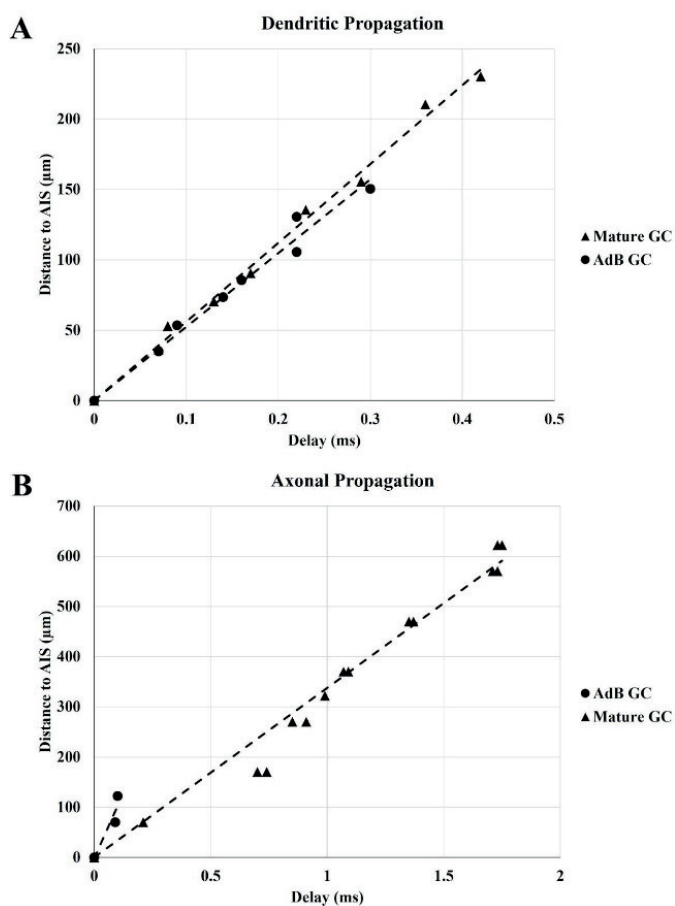 A
Dendritic Propagation
250
200
150
100
50
0
Distance to AIS (µm)
0
0.1
0.2
0.3
0.4
0.5
Delay (ms)
Mature GC
AdB GC
B
Axonal Propagation
700
600
500
400
300
200
100
0
Distance to AIS (µm)
0
0.5
1
1.5
2
Delay (ms)
AdB GC
Mature GC